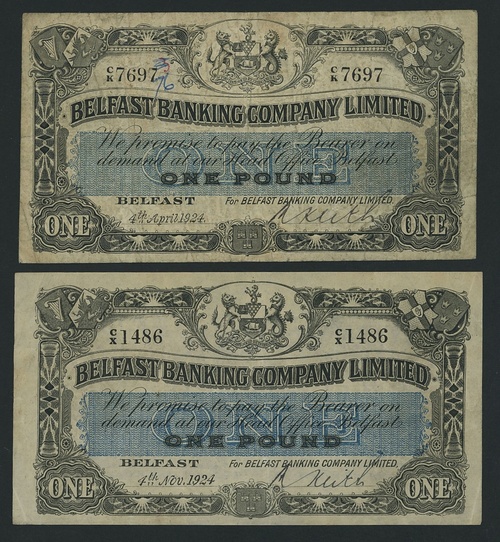 C/K 7697 C/K 7697
BELFAST BANKING COMPANY LIMITED
We promise to pay the Bearer on
demand at our Head Office Belfast
ONE
ONE POUND
BELFAST For BELFAST BANKING COMPANY LIMITED.
4th April 1924
ONE ONE
C/X 1486 C/X 1486
BELFAST BANKING COMPANY LIMITED
We promise to pay the Bearer on
demand at our Head Office Belfast
ONE
ONE POUND
BELFAST For BELFAST BANKING COMPANY LIMITED.
4th Nov. 1924
ONE ONE